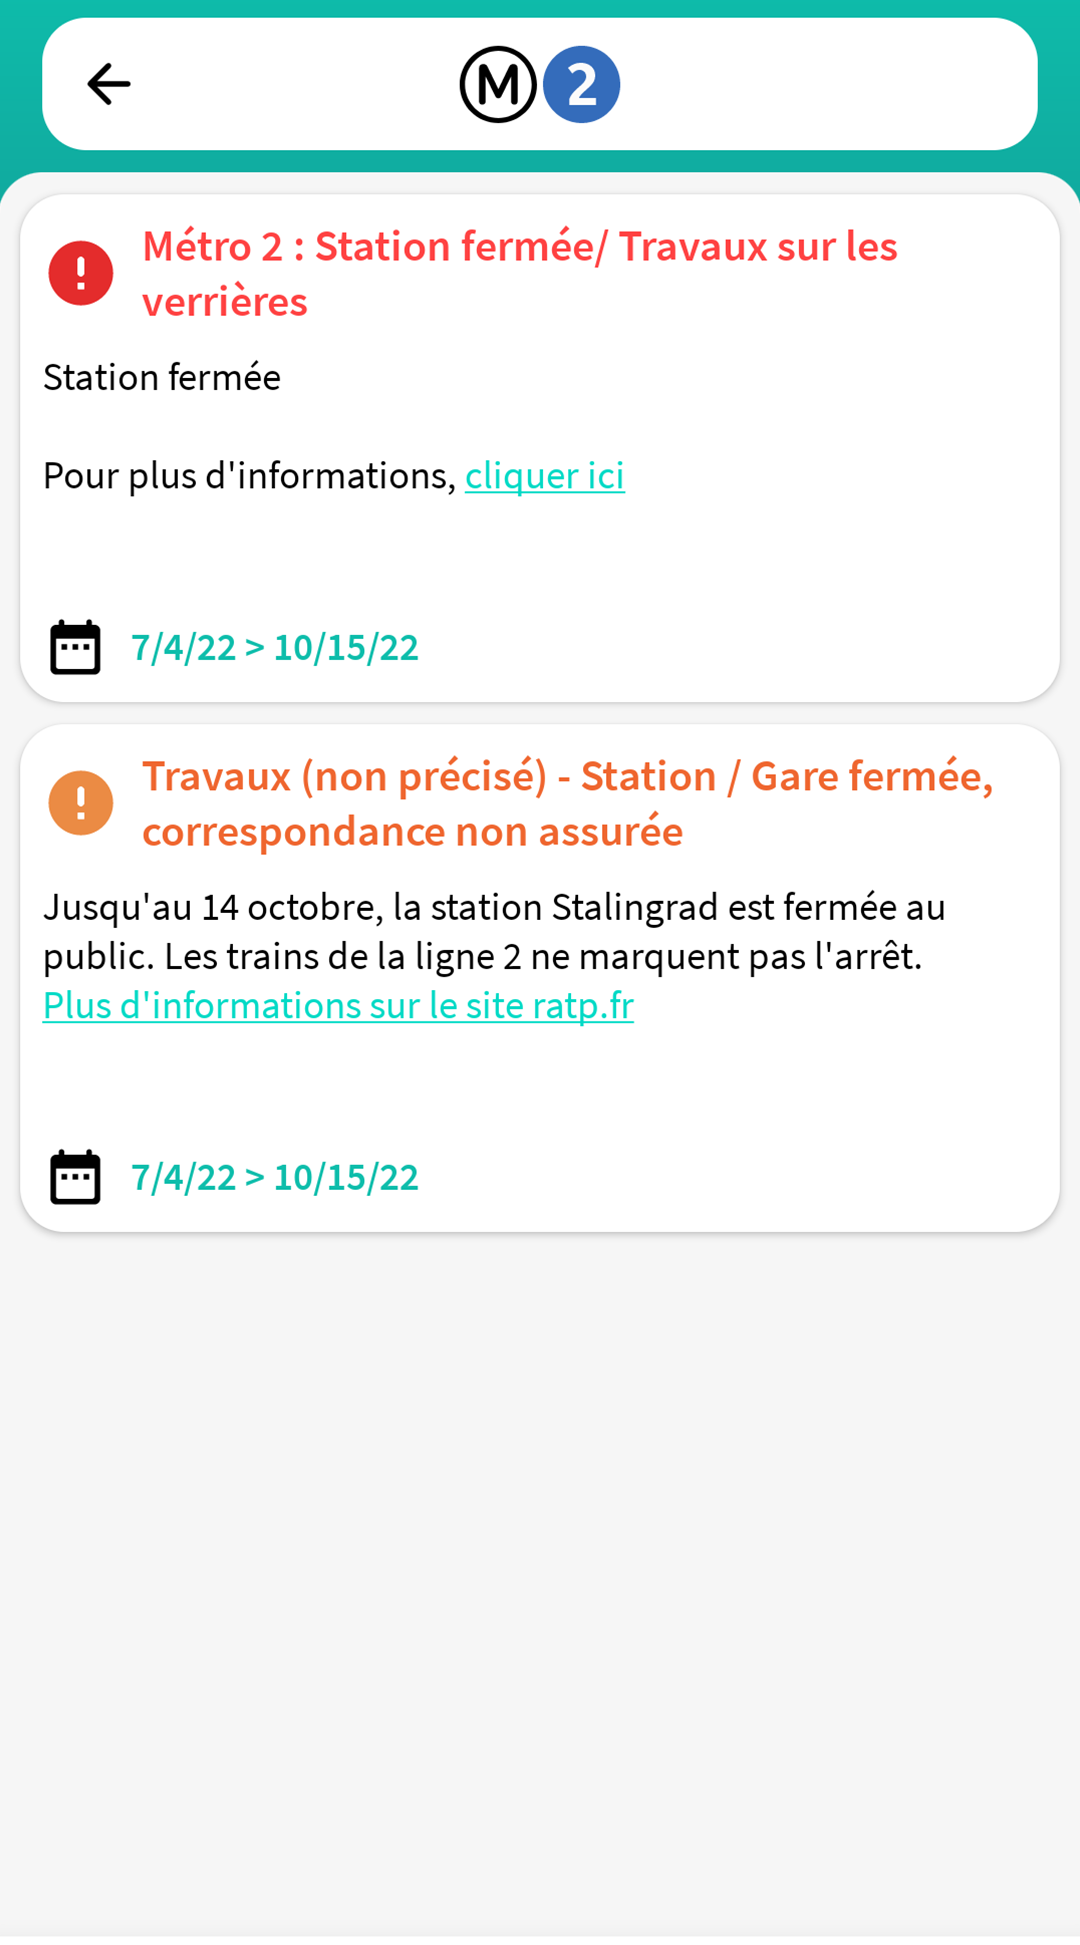 M 2
Métro 2 : Station fermée/ Travaux sur les
verrières
Station fermée
Pour plus d'informations, cliquer ici
7/4/22 > 10/15/22
Travaux (non précisé) - Station / Gare fermée,
correspondance non assurée
Jusqu'au 14 octobre, la station Stalingrad est fermée au
public. Les trains de la ligne 2 ne marquent pas l'arrêt.
Plus d'informations sur le site ratp.fr
7/4/22 > 10/15/22